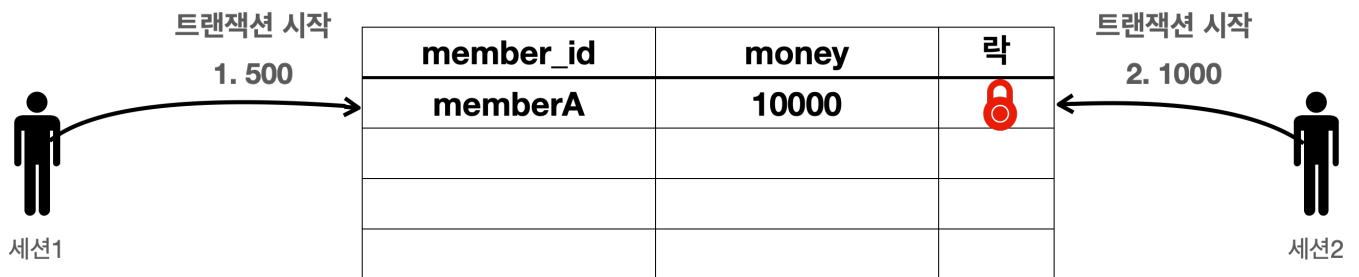 트랜잭션 시작
1. 500
세션1
member_id money 락
memberA 10000
트랜잭션 시작
2. 1000
세션2